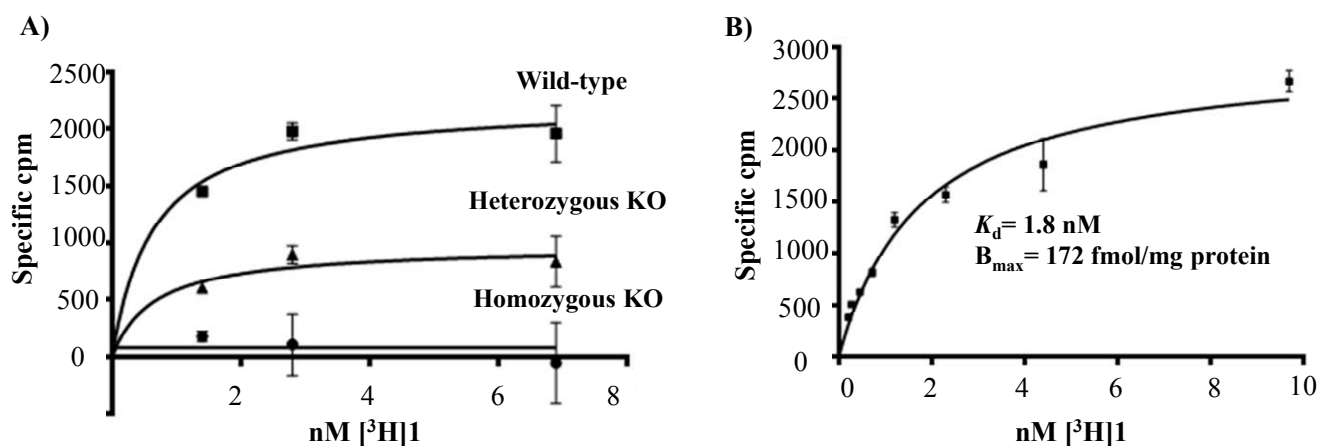 A)
2500
2000
1500
1000
500
0
Specific cpm
Wild-type
Heterozygous KO
Homozygous KO
2 4 6 8
nM [³H]1
B)
3000
2500
2000
1500
1000
500
0
Specific cpm
K_d= 1.8 nM
B_max= 172 fmol/mg protein
0 2 4 6 8 10
nM [³H]1